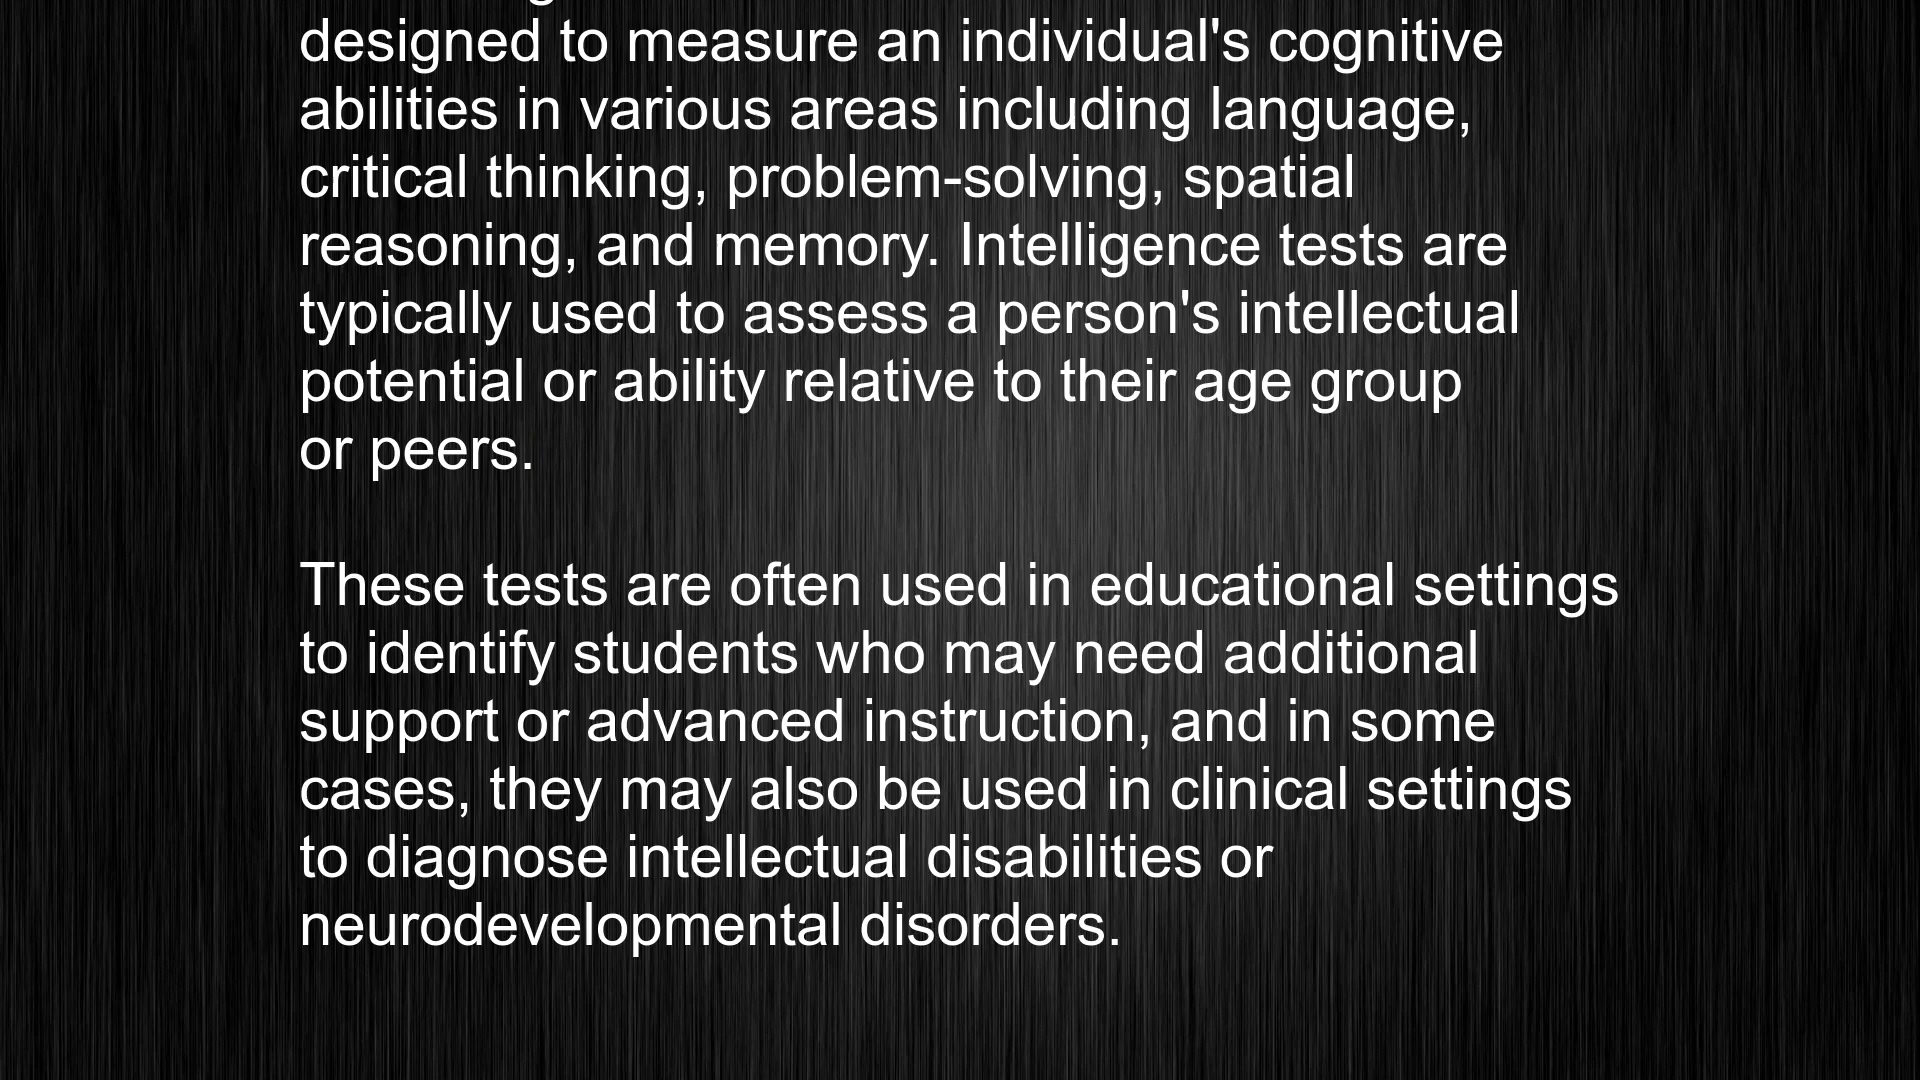 designed to measure an individual's cognitive
abilities in various areas including language,
critical thinking, problem-solving, spatial
reasoning, and memory. Intelligence tests are
typically used to assess a person's intellectual
potential or ability relative to their age group
or peers.
These tests are often used in educational settings
to identify students who may need additional
support or advanced instruction, and in some
cases, they may also be used in clinical settings
to diagnose intellectual disabilities or
neurodevelopmental disorders.